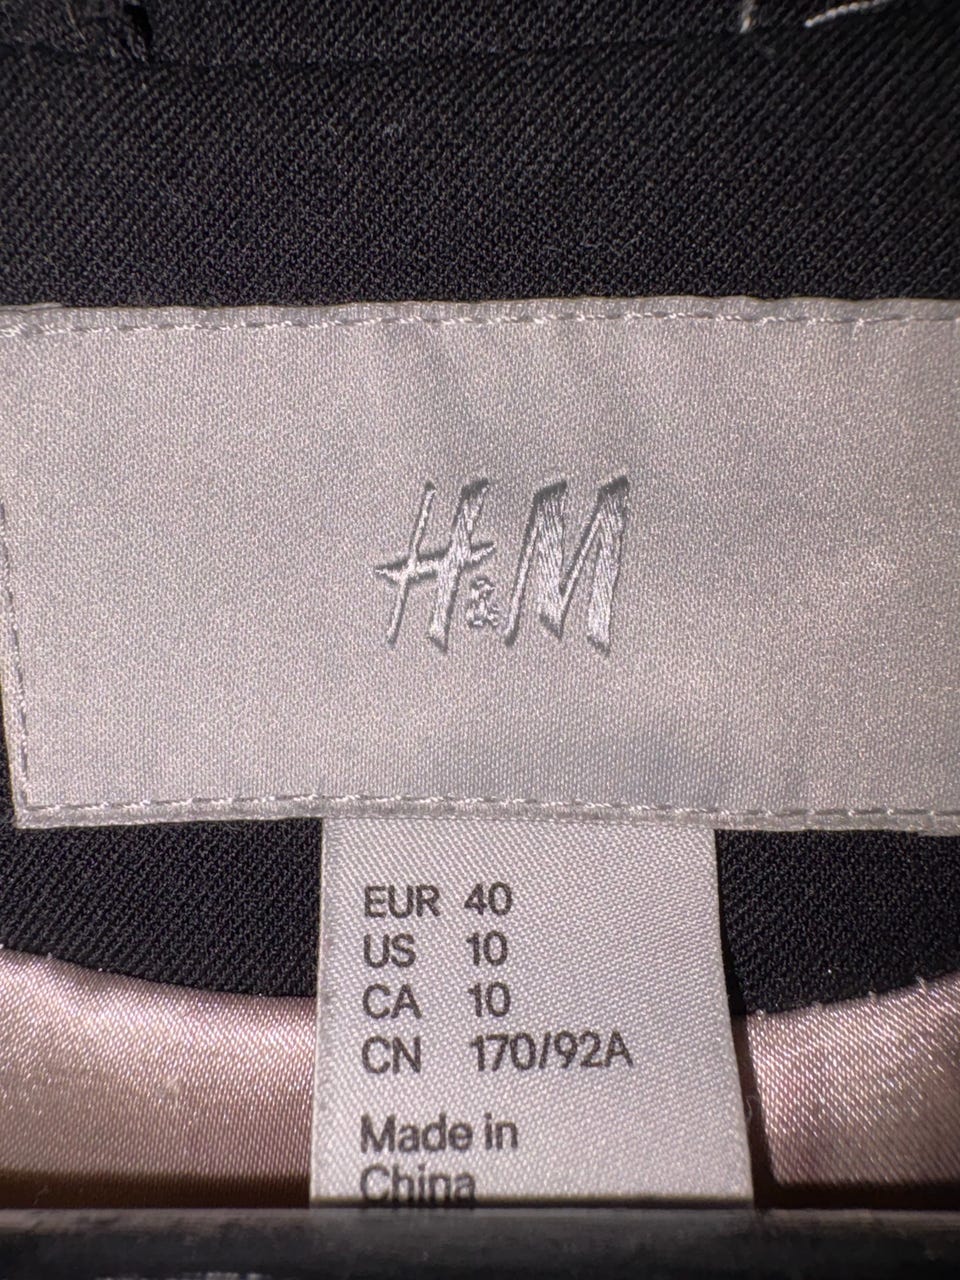 H&M
EUR 40
US 10
CA 10
CN 170/92A
Made in
China